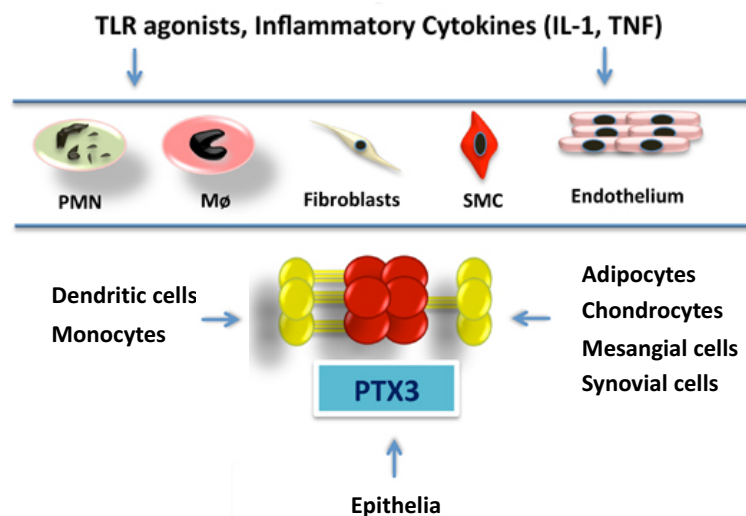 TLR agonists, Inflammatory Cytokines (IL-1, TNF)
PMN
Mø
Fibroblasts
SMC
Endothelium
Dendritic cells
Monocytes
Adipocytes
Chondrocytes
Mesangial cells
Synovial cells
PTX3
Epithelia